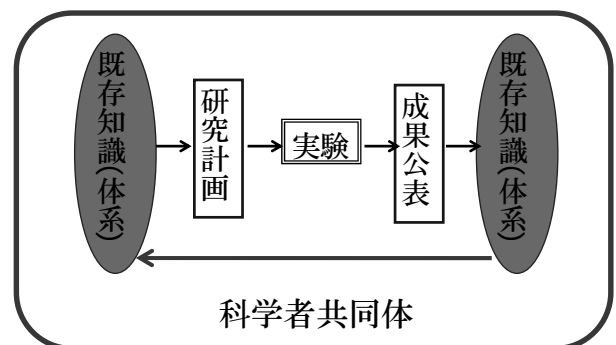 既存知識(体系)
研究計画
実験
成果公表
既存知識(体系)
科学者共同体